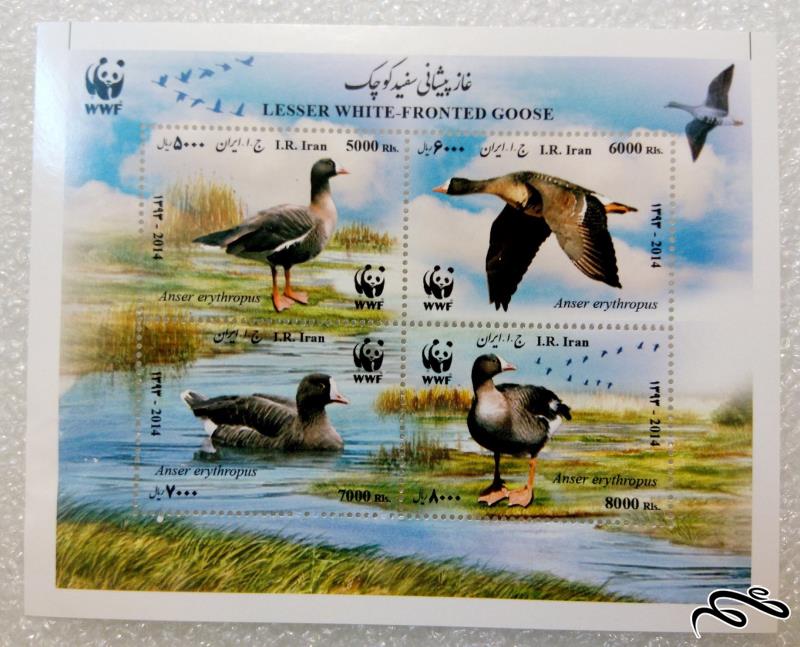 غاز پیشانی سفید کوچک
WWF
LESSER WHITE-FRONTED GOOSE
۵۰۰۰ ریال ج.ا.ایران I.R. Iran 5000 Rls.
۱۳۹۳ - 2014
Anser erythropus
WWF
۶۰۰۰ ریال ج.ا.ایران I.R. Iran 6000 Rls.
۱۳۹۳ - 2014
WWF
Anser erythropus
ج.ا.ایران I.R. Iran
WWF
۱۳۹۳ - 2014
Anser erythropus
۷۰۰۰ ریال 7000 Rls.
ج.ا.ایران I.R. Iran
WWF
۱۳۹۳ - 2014
Anser erythropus
۸۰۰۰ ریال 8000 Rls.